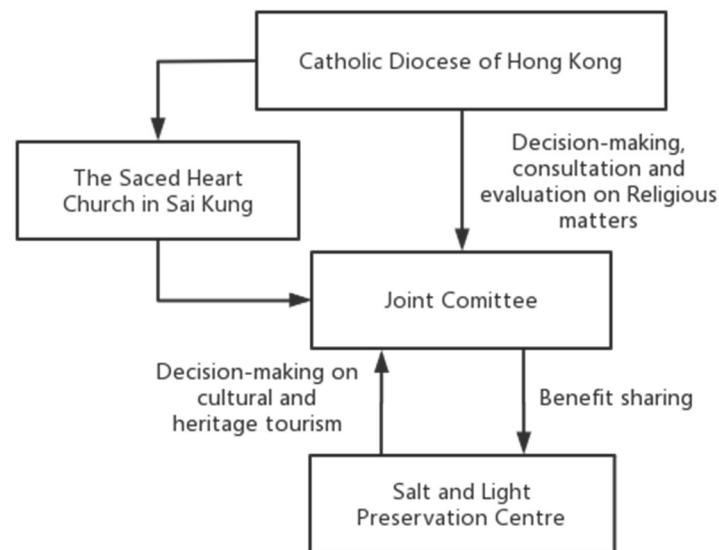 Catholic Diocese of Hong Kong
Decision-making,
consultation and
evaluation on Religious
matters
The Saced Heart
Church in Sai Kung
Joint Comittee
Decision-making on
cultural and
heritage tourism
Benefit sharing
Salt and Light
Preservation Centre